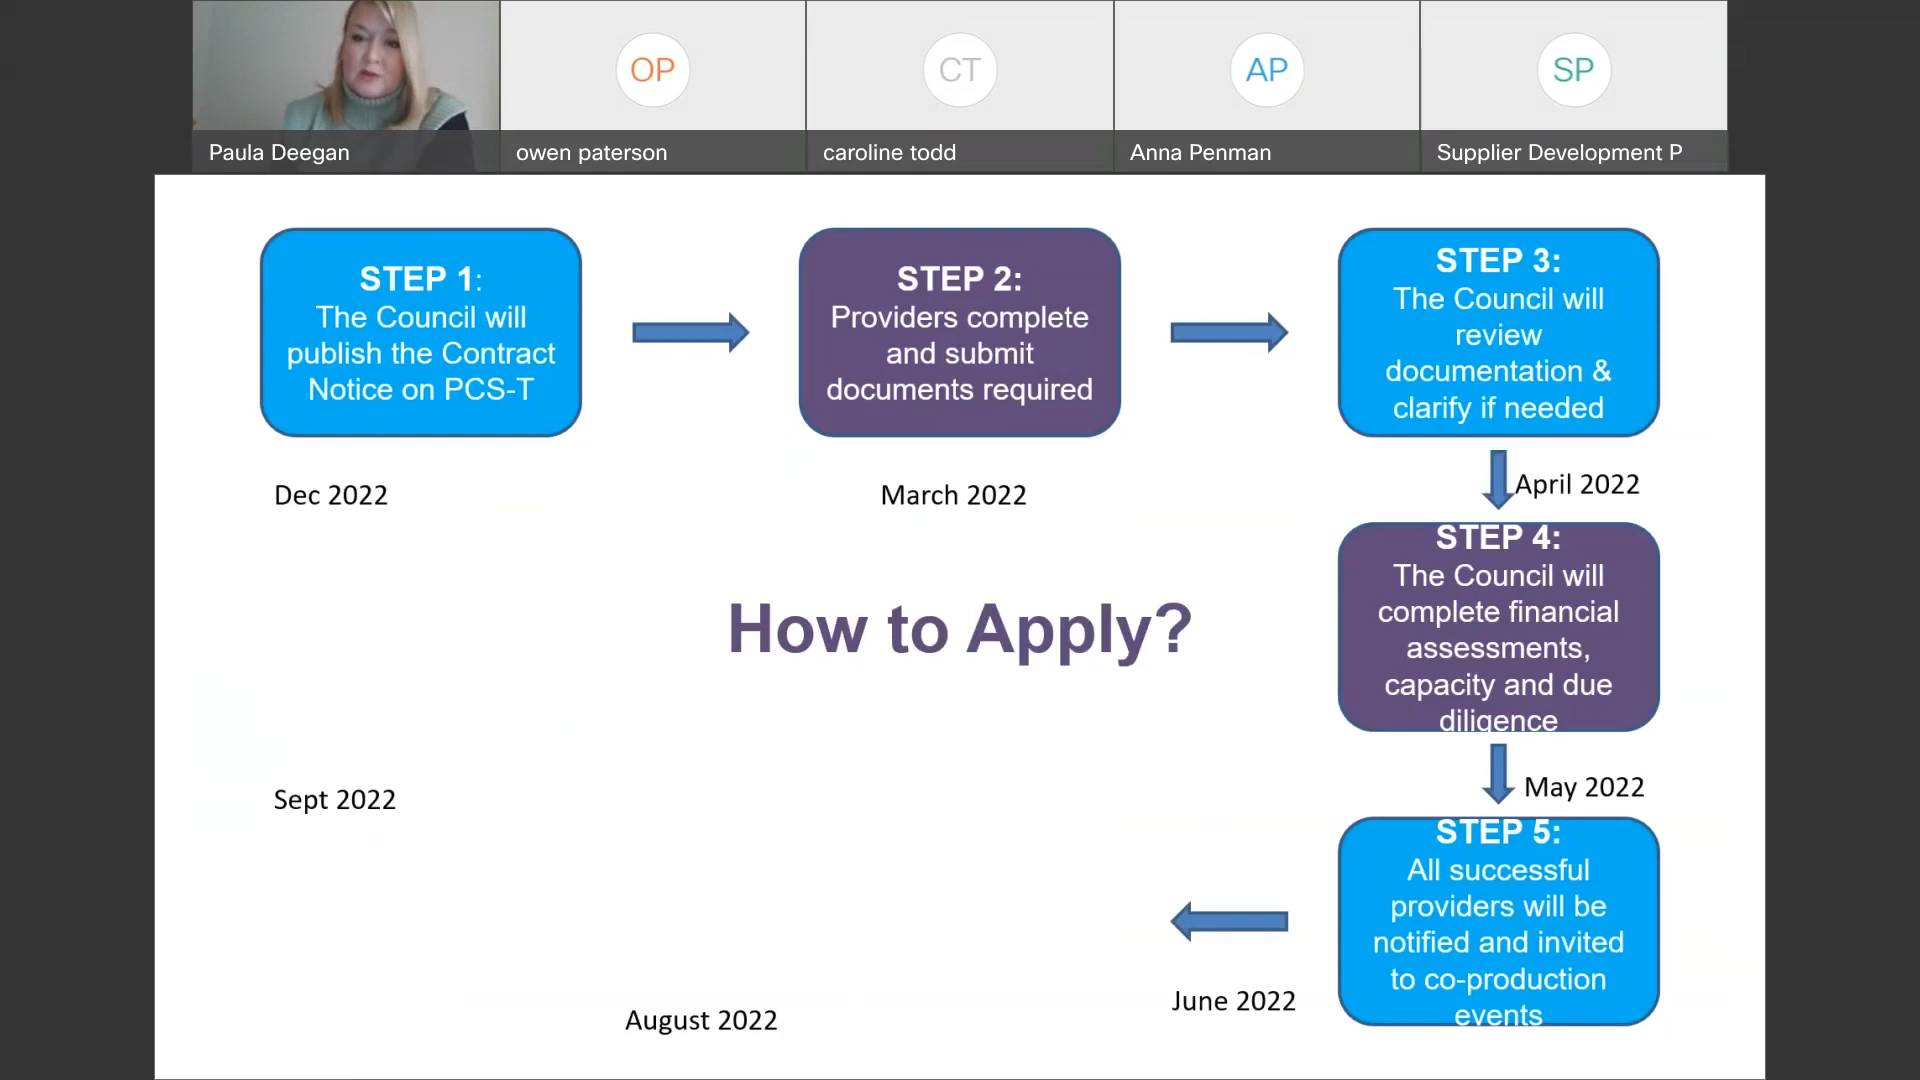 OP
CT
AP
SP
Paula Deegan
owen paterson
caroline todd
Anna Penman
Supplier Development P
STEP 1:
The Council will
publish the Contract
Notice on PCS-T
STEP 2:
Providers complete
and submit
documents required
STEP 3:
The Council will
review
documentation &
clarify if needed
Dec 2022
March 2022
April 2022
STEP 4:
The Council will
complete financial
assessments,
capacity and due
diligence
How to Apply?
May 2022
Sept 2022
STEP 5:
All successful
providers will be
notified and invited
to co-production
events
June 2022
August 2022